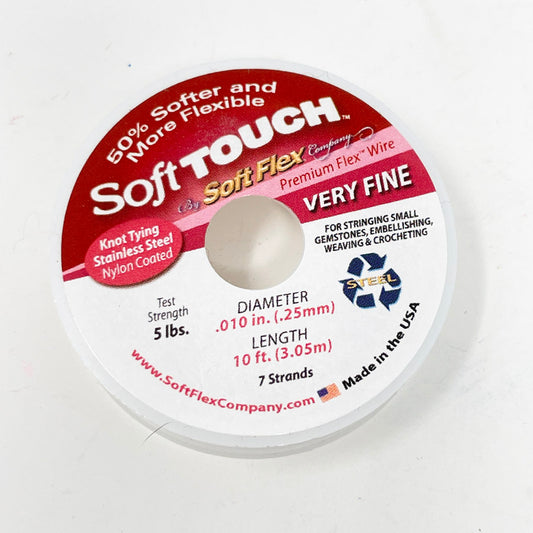 50% Softer and
More Flexible
Soft TOUCH™
By Soft Flex Company
Premium Flex™ Wire
VERY FINE
Knot Tying
Stainless Steel
Nylon Coated
FOR STRINGING SMALL
GEMSTONES, EMBELLISHING,
WEAVING & CROCHETING
STEEL
Test
Strength
5 lbs.
DIAMETER
.010 in. (.25mm)
LENGTH
10 ft. (3.05m)
7 Strands
www.SoftFlexCompany.com
Made in the USA